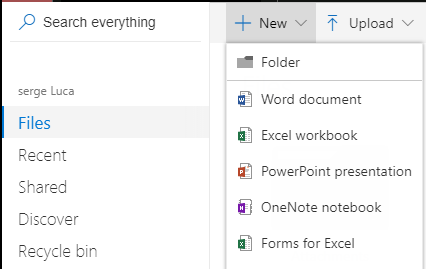 Search everything
New
Upload
Folder
serge Luca
Word document
Files
Excel workbook
Recent
PowerPoint presentation
Shared
OneNote notebook
Discover
Forms for Excel
Recycle bin